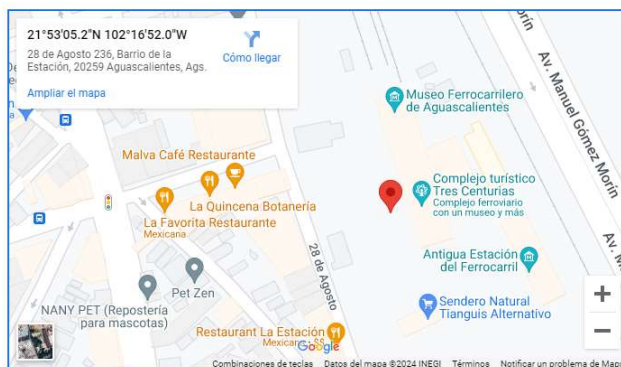 21°53'05.2"N 102°16'52.0"W
28 de Agosto 236, Barrio de la
Estación, 20259 Aguascalientes, Ags.
Cómo llegar
Ampliar el mapa
Museo Ferrocarrilero
de Aguascalientes
Av. Manuel Gómez Morín
Malva Café Restaurante
La Quincena Botanería
La Favorita Restaurante
Mexicana
Complejo turístico
Tres Centurias
Complejo ferroviario
con un museo y más
28 de Agosto
Antigua Estación
del Ferrocarril
Pet Zen
NANY PET (Repostería
para mascotas)
Sendero Natural
Tianguis Alternativo
Restaurant La Estación
Mexicana
Google
+
−
Combinaciones de teclas Datos del mapa ©2024 INEGI Términos Notificar un problema de Maps